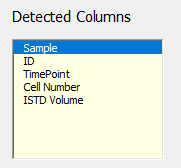 Detected Columns
Sample
ID
TimePoint
Cell Number
ISTD Volume